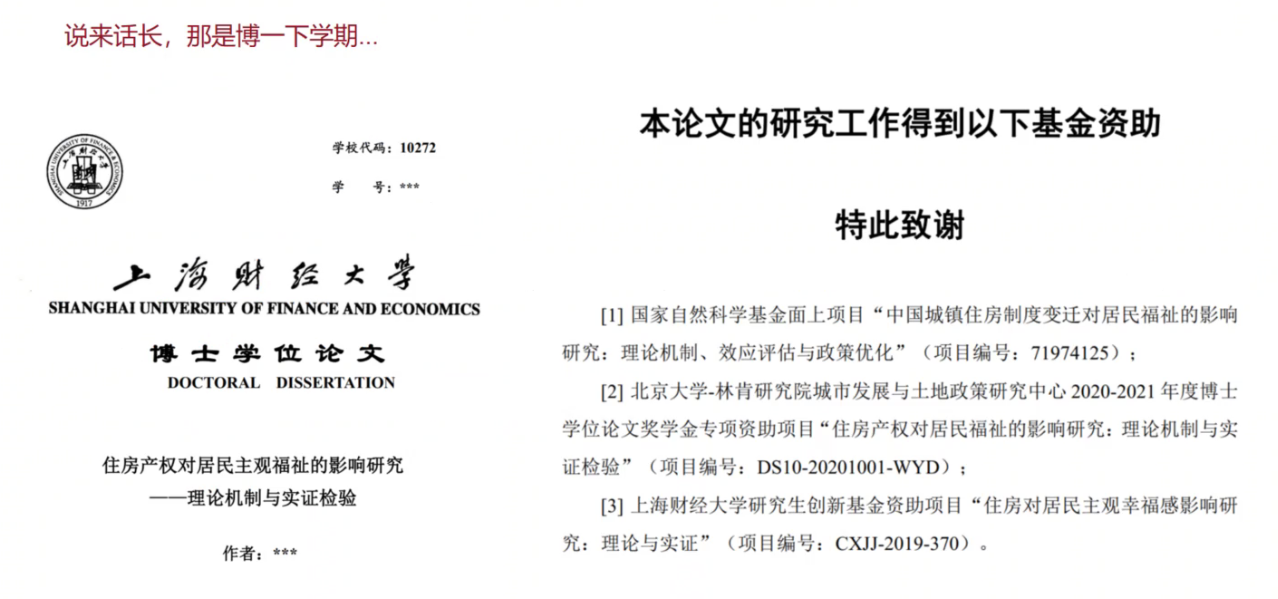 说来话长，那是博一下学期...
SHANGHAI UNIVERSITY OF FINANCE & ECONOMICS
上海财大
1917
学校代码：10272
学 号：***
上海财经大学
SHANGHAI UNIVERSITY OF FINANCE AND ECONOMICS
博士学位论文
DOCTORAL DISSERTATION
住房产权对居民主观福祉的影响研究
——理论机制与实证检验
作者：***
本论文的研究工作得到以下基金资助
特此致谢
[1] 国家自然科学基金面上项目“中国城镇住房制度变迁对居民福祉的影响
研究：理论机制、效应评估与政策优化”（项目编号：71974125）；
[2] 北京大学-林肯研究院城市发展与土地政策研究中心 2020-2021 年度博士
学位论文奖学金专项资助项目“住房产权对居民福祉的影响研究：理论机制与实
证检验”（项目编号：DS10-20201001-WYD）；
[3] 上海财经大学研究生创新基金资助项目“住房对居民主观幸福感影响研
究：理论与实证”（项目编号：CXJJ-2019-370）。